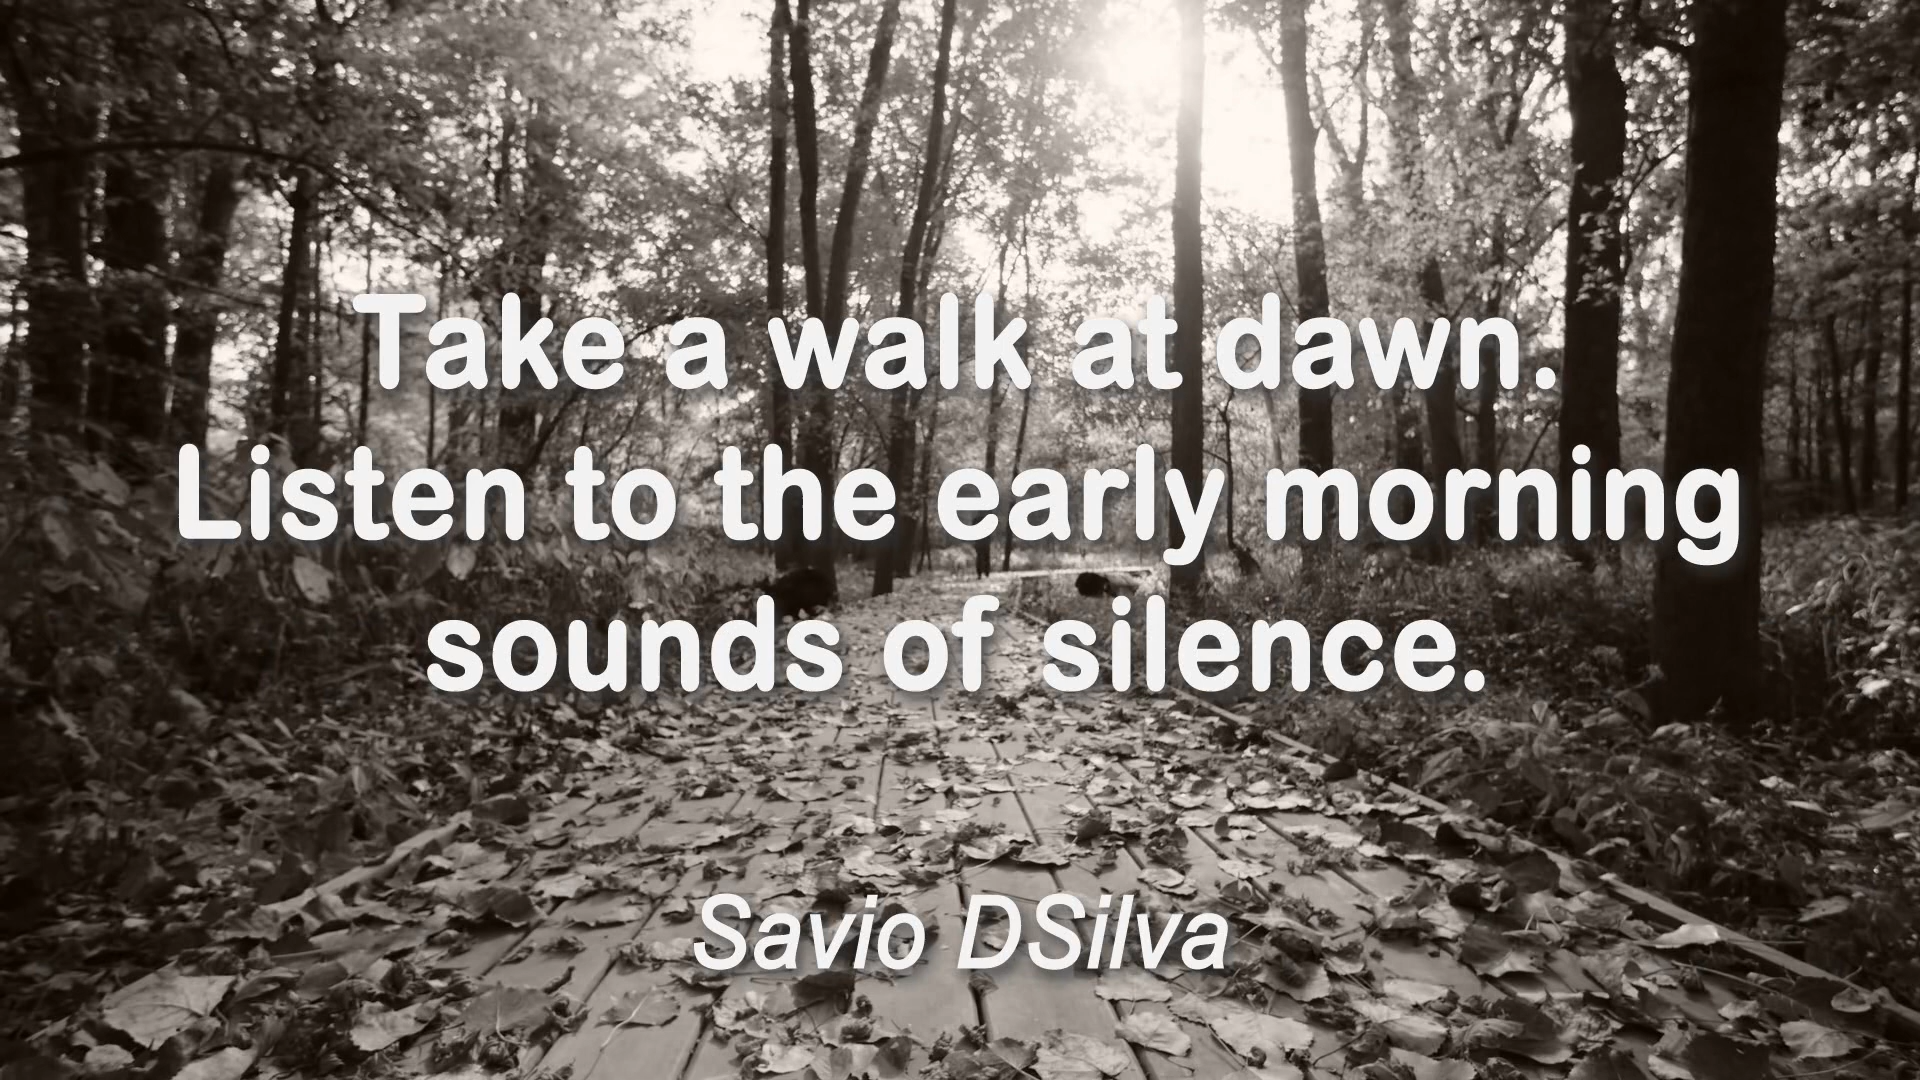 Take a walk at dawn.
Listen to the early morning
sounds of silence.
Savio DSilva